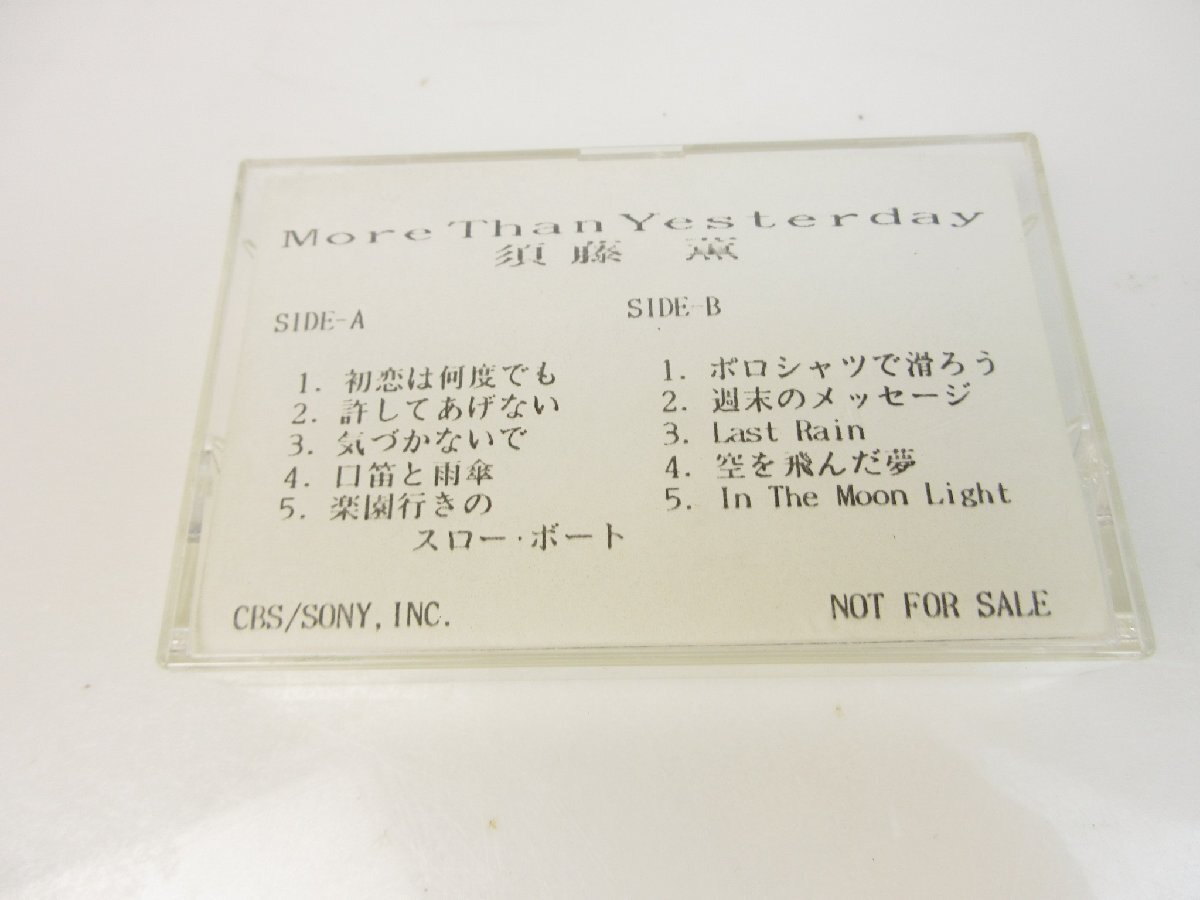 More Than Yesterday
須藤 薫
SIDE-A
1. 初恋は何度でも
2. 許してあげない
3. 気づかないで
4. 口笛と雨傘
5. 楽園行きの
スロー・ボート
SIDE-B
1. ポロシャツで滑ろう
2. 週末のメッセージ
3. Last Rain
4. 空を飛んだ夢
5. In The Moon Light
CBS/SONY, INC.
NOT FOR SALE